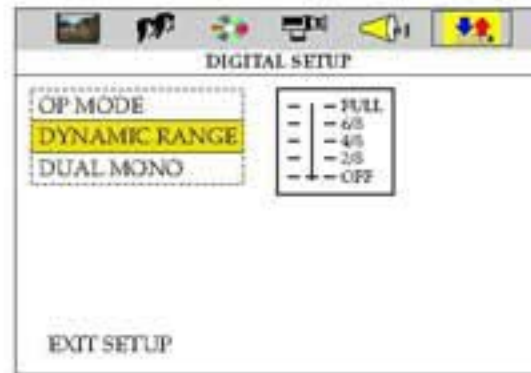 DIGITAL SETUP
OP MODE
DYNAMIC RANGE
DUAL MONO
FULL
6/8
4/8
2/8
OFF
EXIT SETUP